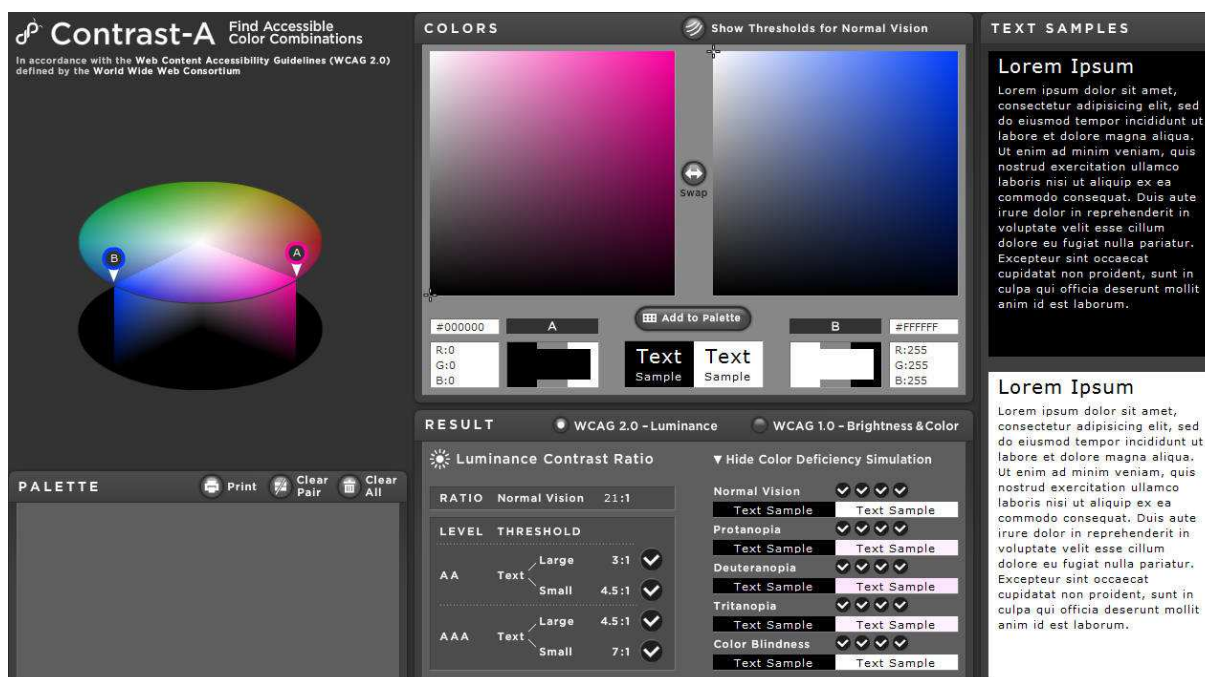 Contrast-A Find Accessible
Color Combinations
In accordance with the Web Content Accessibility Guidelines (WCAG 2.0)
defined by the World Wide Web Consortium
B
A
PALETTE
Print
Clear
Pair
Clear
All
COLORS
Show Thresholds for Normal Vision
Swap
#000000
A
Add to Palette
B
#FFFFFF
R:0
G:0
B:0
Text
Sample
Text
Sample
R:255
G:255
B:255
RESULT
WCAG 2.0 – Luminance
WCAG 1.0 – Brightness & Color
Luminance Contrast Ratio
RATIO Normal Vision 21:1
LEVEL THRESHOLD
AA Text
Large 3:1
Small 4.5:1
AAA Text
Large 4.5:1
Small 7:1
▼ Hide Color Deficiency Simulation
Normal Vision
Text Sample Text Sample
Protanopia
Text Sample Text Sample
Deuteranopia
Text Sample Text Sample
Tritanopia
Text Sample Text Sample
Color Blindness
Text Sample Text Sample
TEXT SAMPLES
Lorem Ipsum
Lorem ipsum dolor sit amet,
consectetur adipisicing elit, sed
do eiusmod tempor incididunt ut
labore et dolore magna aliqua.
Ut enim ad minim veniam, quis
nostrud exercitation ullamco
laboris nisi ut aliquip ex ea
commodo consequat. Duis aute
irure dolor in reprehenderit in
voluptate velit esse cillum
dolore eu fugiat nulla pariatur.
Excepteur sint occaecat
cupidatat non proident, sunt in
culpa qui officia deserunt mollit
anim id est laborum.
Lorem Ipsum
Lorem ipsum dolor sit amet,
consectetur adipisicing elit, sed
do eiusmod tempor incididunt ut
labore et dolore magna aliqua.
Ut enim ad minim veniam, quis
nostrud exercitation ullamco
laboris nisi ut aliquip ex ea
commodo consequat. Duis aute
irure dolor in reprehenderit in
voluptate velit esse cillum
dolore eu fugiat nulla pariatur.
Excepteur sint occaecat
cupidatat non proident, sunt in
culpa qui officia deserunt mollit
anim id est laborum.